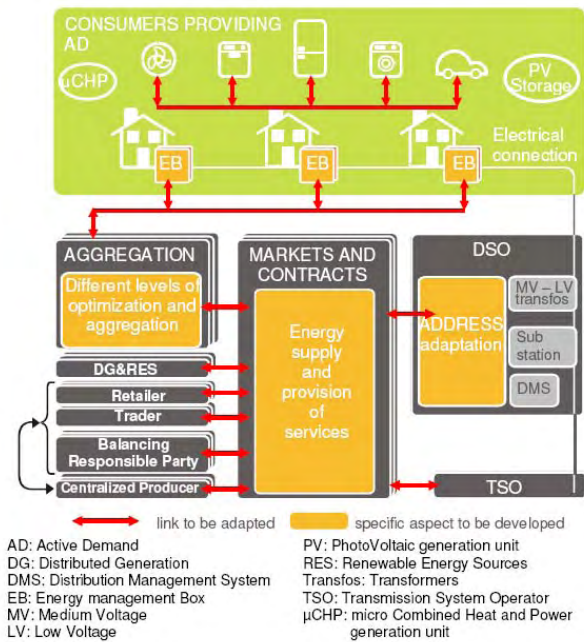 CONSUMERS PROVIDING
AD
µCHP
PV
Storage
Electrical
connection
EB
EB
EB
AGGREGATION
Different levels of
optimization and
aggregation
DG&RES
Retailer
Trader
Balancing
Responsible Party
Centralized Producer
MARKETS AND
CONTRACTS
Energy
supply
and
provision
of
services
DSO
ADDRESS
adaptation
MV – LV
transfos
Sub
station
DMS
TSO
link to be adapted
specific aspect to be developed
AD: Active Demand
DG: Distributed Generation
DMS: Distribution Management System
EB: Energy management Box
MV: Medium Voltage
LV: Low Voltage
PV: PhotoVoltaic generation unit
RES: Renewable Energy Sources
Transfos: Transformers
TSO: Transmission System Operator
µCHP: micro Combined Heat and Power
generation unit